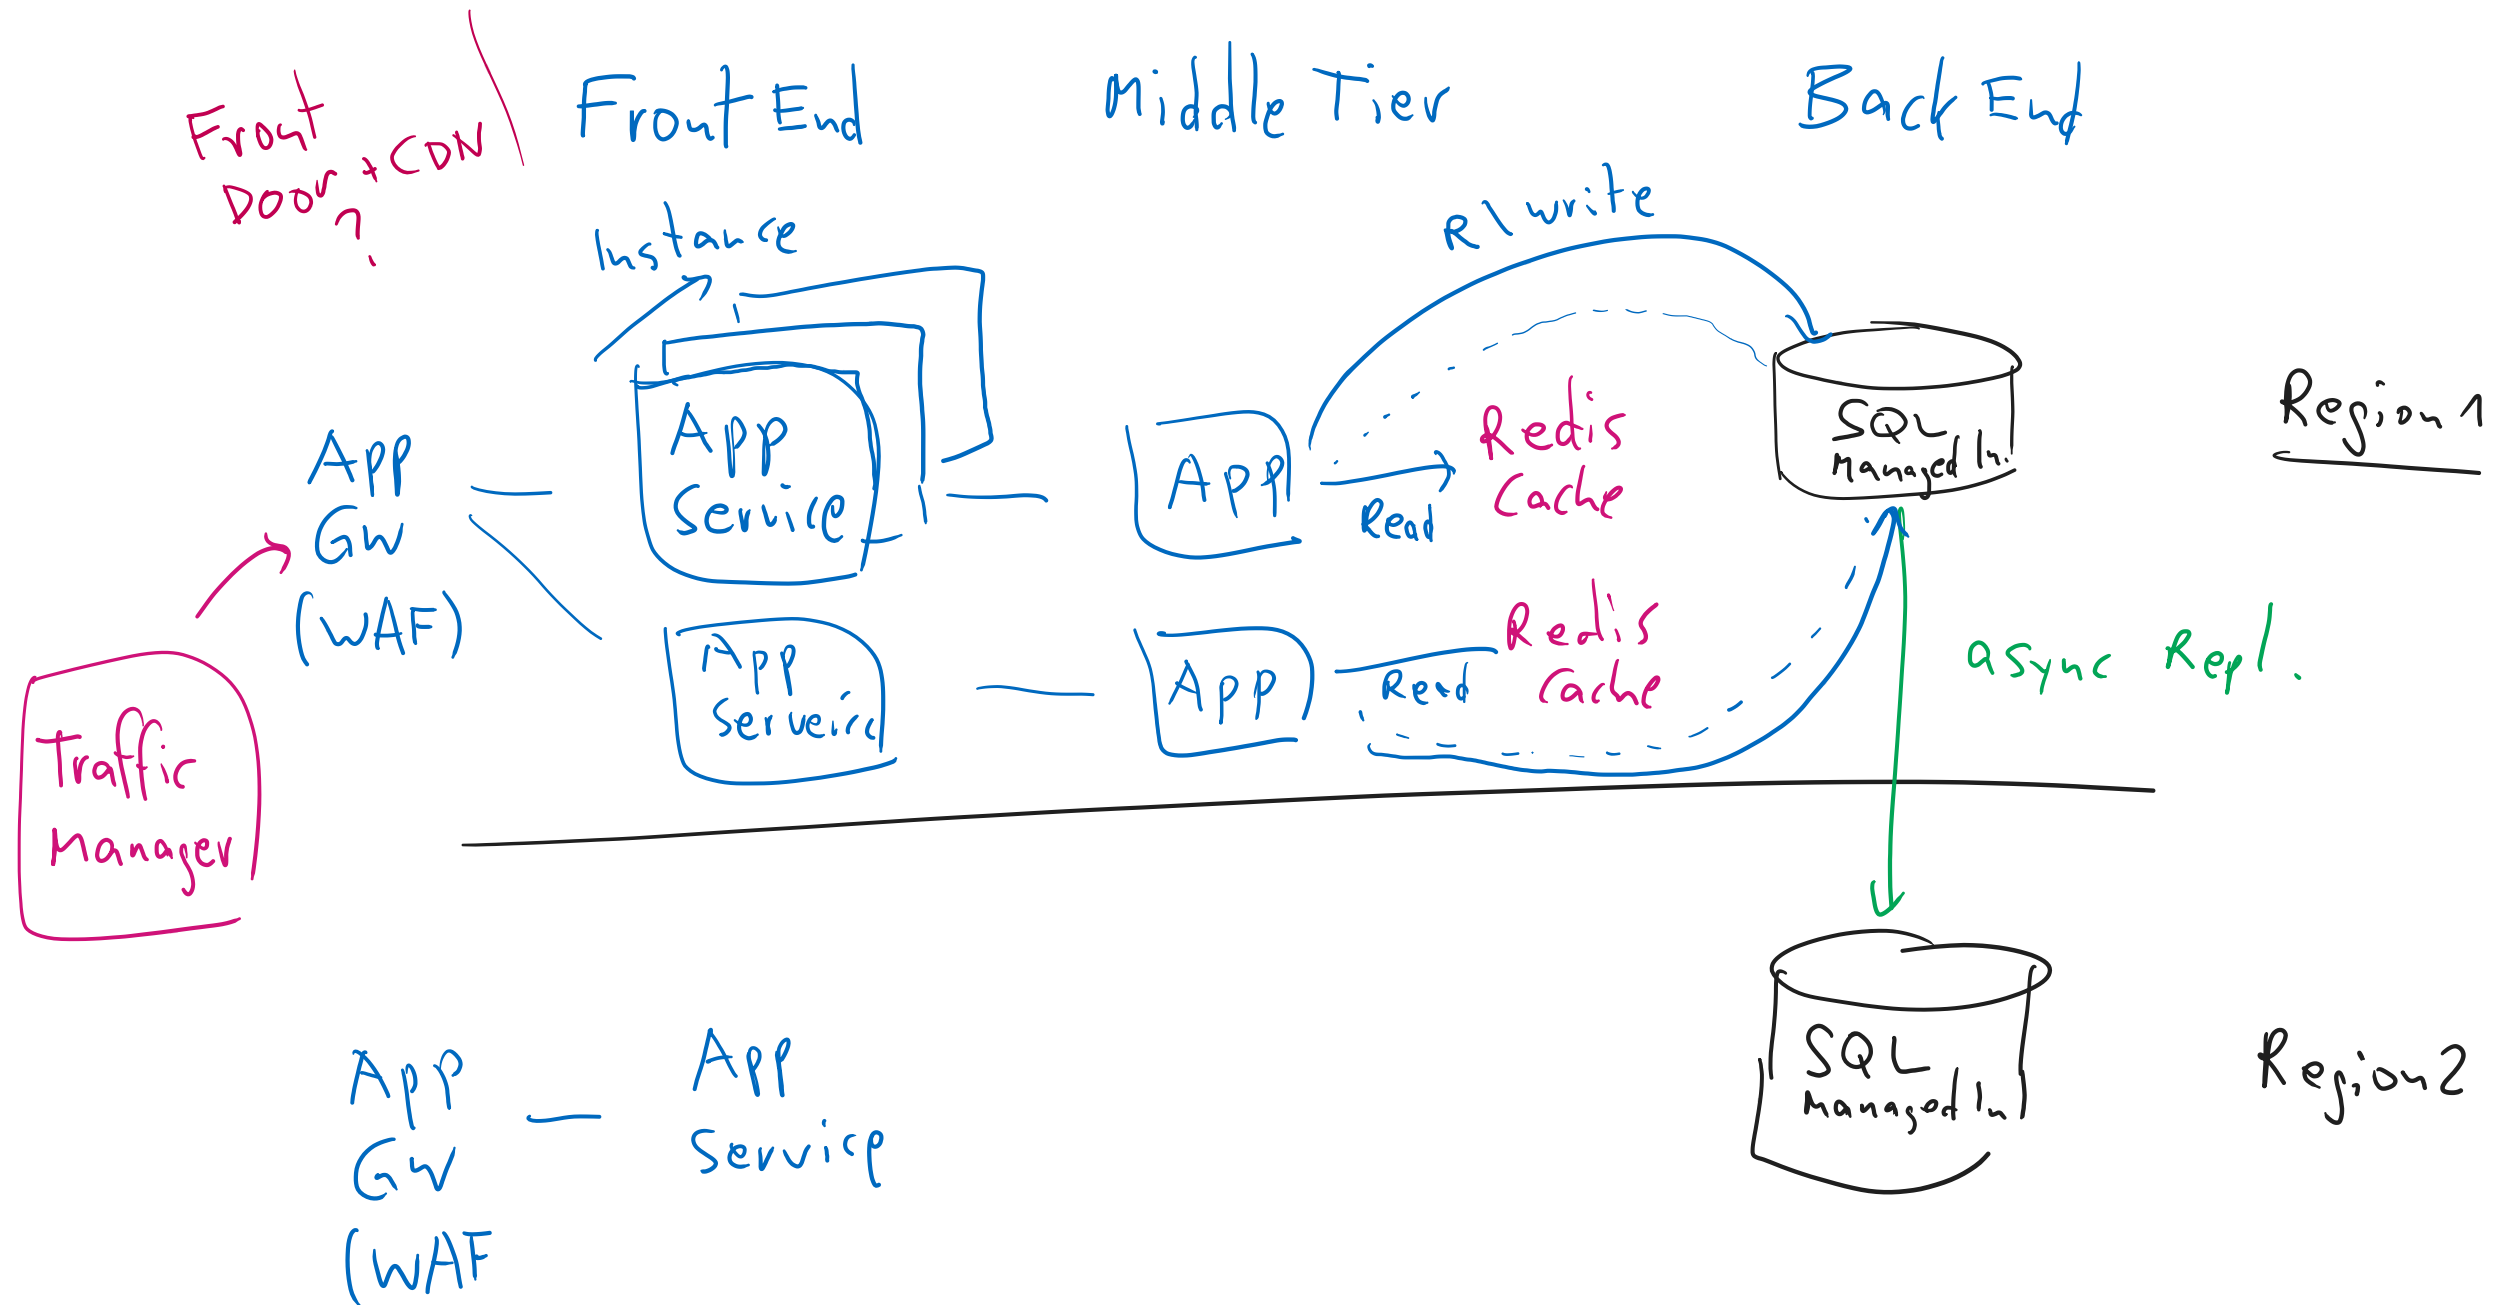 Front
Door + CDN
?
Front End
Middle Tier
Back End
Instance
R/write
App
GW
(WAF)
App
Service
App
Redis
Cache
Read
SQL
Managed In.
Region 1
Traffic
Manager
App
Service
App
Read
Redis
Cache
async repl.
App
GW
(WAF
App
Service
SQL
Managed In
Region 2